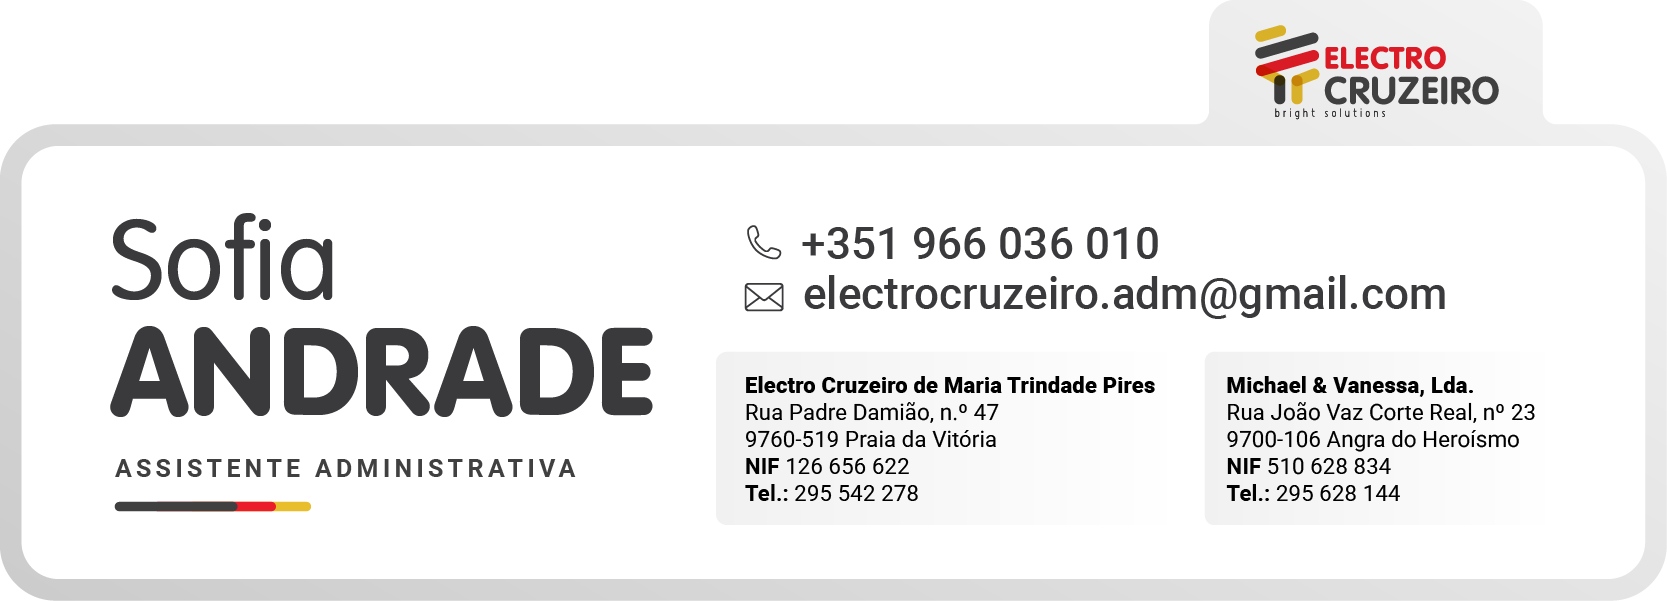 ELECTRO
CRUZEIRO
bright solutions
Sofia
ANDRADE
ASSISTENTE ADMINISTRATIVA
+351 966 036 010
electrocruzeiro.adm@gmail.com
Electro Cruzeiro de Maria Trindade Pires
Rua Padre Damião, n.º 47
9760-519 Praia da Vitória
NIF 126 656 622
Tel.: 295 542 278
Michael & Vanessa, Lda.
Rua João Vaz Corte Real, nº 23
9700-106 Angra do Heroísmo
NIF 510 628 834
Tel.: 295 628 144